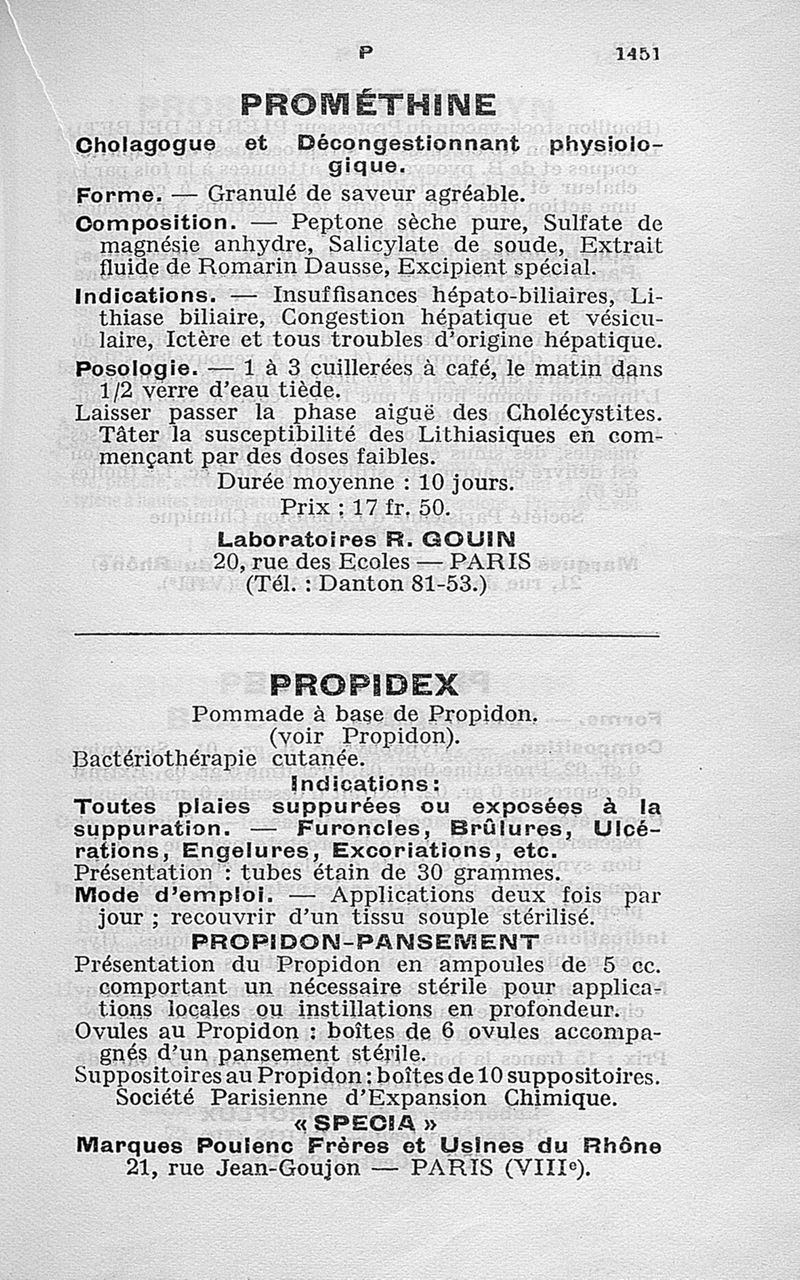 P 1451
PROMÉTHINE
Cholagogue et Décongestionnant physiolo-
gique.
Forme. — Granulé de saveur agréable.
Composition. — Peptone sèche pure, Sulfate de
magnésie anhydre, Salicylate de soude, Extrait
fluide de Romarin Dausse, Excipient spécial.
Indications. — Insuffisances hépato-biliaires, Li-
thiase biliaire, Congestion hépatique et vésicu-
laire, Ictère et tous troubles d'origine hépatique.
Posologie. — 1 à 3 cuillerées à café, le matin dans
1/2 verre d'eau tiède.
Laisser passer la phase aiguë des Cholécystites.
Tâter la susceptibilité des Lithiasiques en com-
mençant par des doses faibles.
Durée moyenne : 10 jours.
Prix : 17 fr. 50.
Laboratoires R. GOUIN
20, rue des Ecoles — PARIS
(Tél. : Danton 81-53.)
PROPIDEX
Pommade à base de Propidon.
(voir Propidon).
Bactériothérapie cutanée.
Indications:
Toutes plaies suppurées ou exposées à la
suppuration. — Furoncles, Brûlures, Ulcé-
rations, Engelures, Excoriations, etc.
Présentation : tubes étain de 30 grammes.
Mode d'emploi. — Applications deux fois par
jour ; recouvrir d'un tissu souple stérilisé.
PROPIDON-PANSEMENT
Présentation du Propidon en ampoules de 5 cc.
comportant un nécessaire stérile pour applica-
tions locales ou instillations en profondeur.
Ovules au Propidon : boîtes de 6 ovules accompa-
gnés d'un pansement stérile.
Suppositoires au Propidon : boîtes de 10 suppositoires.
Société Parisienne d'Expansion Chimique.
« SPECIA »
Marques Poulenc Frères et Usines du Rhône
21, rue Jean-Goujon — PARIS (VIIIe).